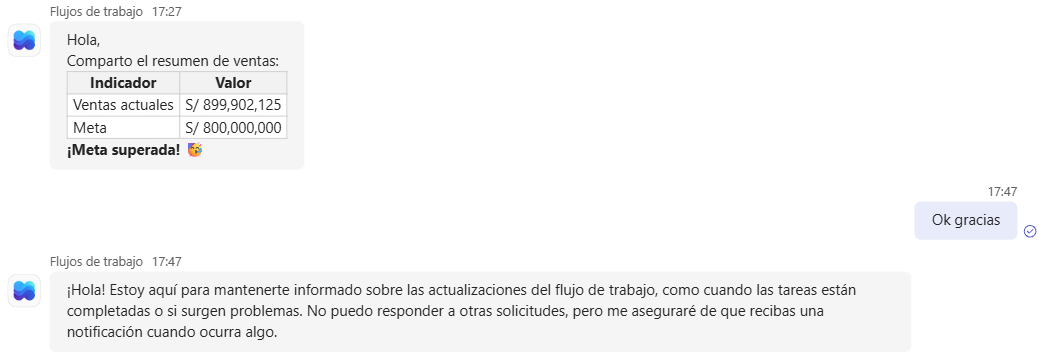 Flujos de trabajo 17:27
Hola,
Comparto el resumen de ventas:
Indicador Valor
Ventas actuales S/ 899,902,125
Meta S/ 800,000,000
¡Meta superada! 🥳
17:47
Ok gracias
Flujos de trabajo 17:47
¡Hola! Estoy aquí para mantenerte informado sobre las actualizaciones del flujo de trabajo, como cuando las tareas están
completadas o si surgen problemas. No puedo responder a otras solicitudes, pero me aseguraré de que recibas una
notificación cuando ocurra algo.